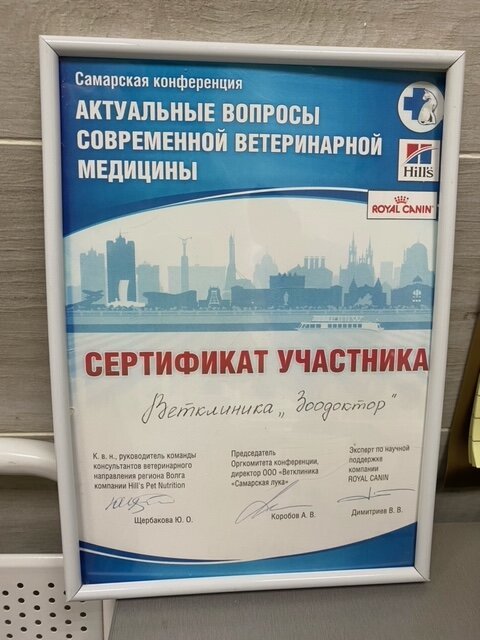 Самарская конференция
АКТУАЛЬНЫЕ ВОПРОСЫ
СОВРЕМЕННОЙ ВЕТЕРИНАРНОЙ
МЕДИЦИНЫ
Hill's
ROYAL CANIN
СЕРТИФИКАТ УЧАСТНИКА
Ветклиника „Зоодоктор"
К. в. н., руководитель команды
консультантов ветеринарного
направления региона Волга
компании Hill's Pet Nutrition
Щербакова Ю. О.
Председатель
Оргкомитета конференции,
директор ООО «Ветклиника
«Самарская лука»
Коробов А. В.
Эксперт по научной
поддержке
компании
ROYAL CANIN
Димитриев В. В.